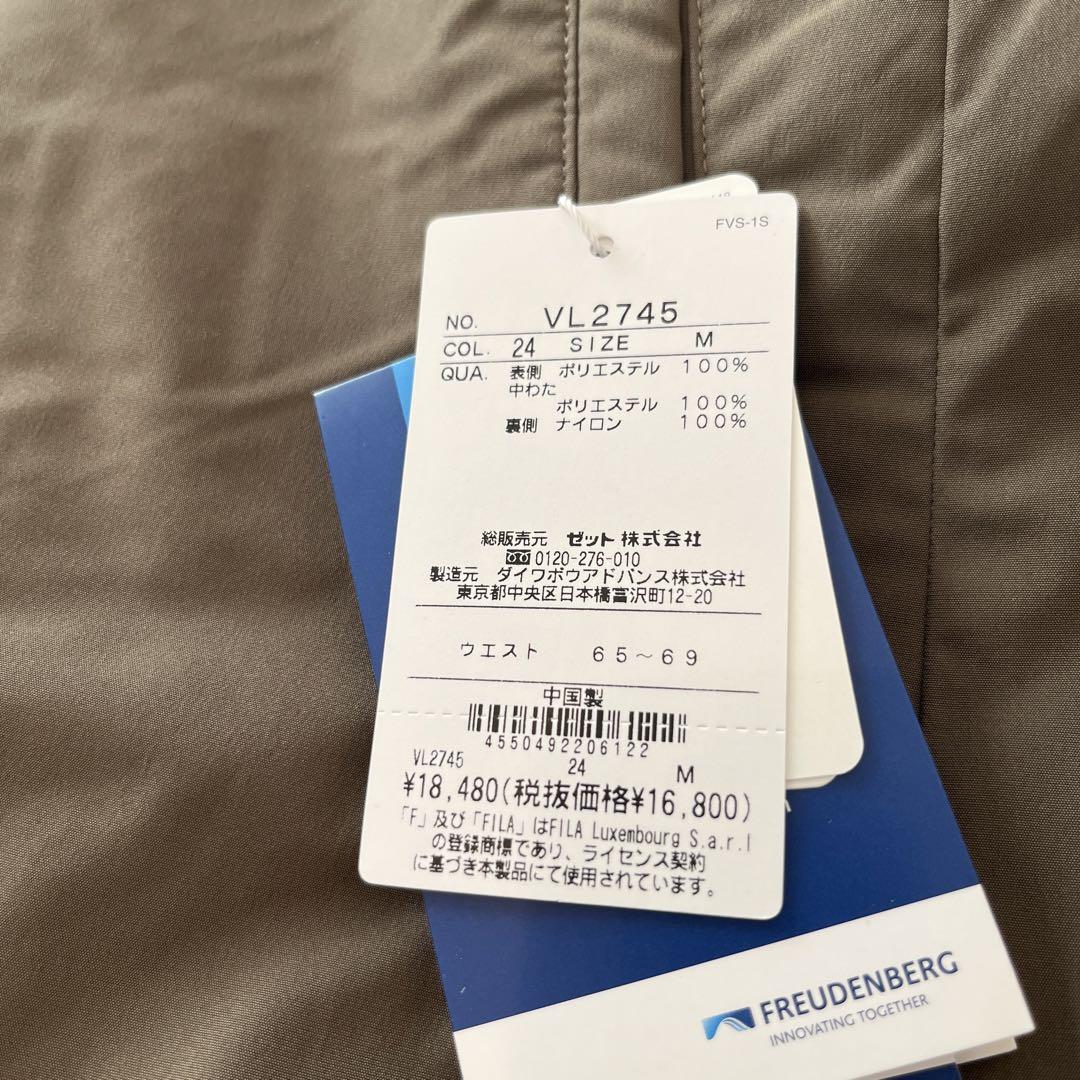 FVS-1S
NO. VL2745
COL. 24 SIZE M
QUA. 表側 ポリエステル 100%
中わた
ポリエステル 100%
裏側 ナイロン 100%
総販売元 ゼット株式会社
0120-276-010
製造元 ダイワボウアドバンス株式会社
東京都中央区日本橋富沢町12-20
ウエスト 65~69
中国製
4550492206122
VL2745 24 M
¥18,480(税抜価格¥16,800)
「F」及び「FILA」はFILA Luxembourg S.a.r.l
の登録商標であり、ライセンス契約
に基づき本製品にて使用されています。
FREUDENBERG
INNOVATING TOGETHER